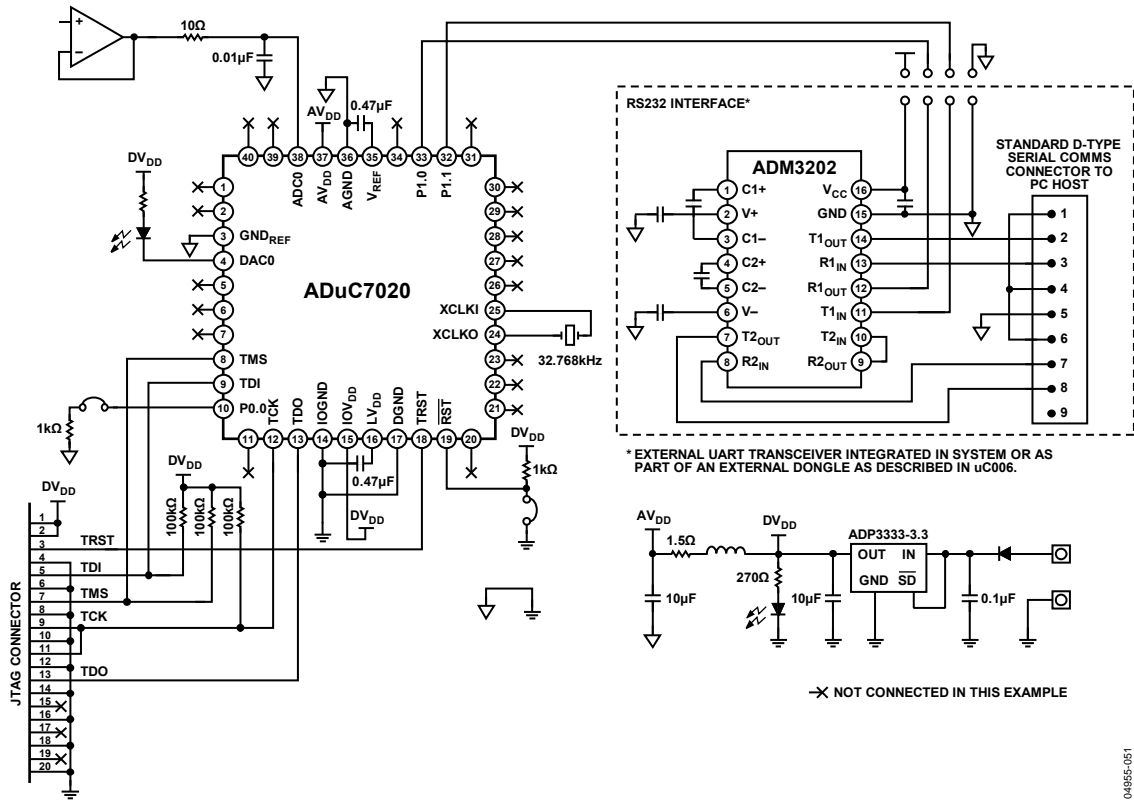 10Ω
0.01µF
0.47µF
AVDD
DVDD
40
39
38
37
36
35
34
33
32
31
ADC0
AVDD
AGND
VREF
P1.0
P1.1
1
2
3
4
5
6
7
8
9
10
GNDREF
DAC0
TMS
TDI
P0.0
ADuC7020
30
29
28
27
26
25
24
23
22
21
XCLKI
XCLKO
32.768kHz
TCK
TDO
IOGND
IOVDD
LVDD
DGND
TRST
RST
11
12
13
14
15
16
17
18
19
20
1kΩ
0.47µF
DVDD
DVDD
1kΩ
DVDD
100kΩ
100kΩ
100kΩ
DVDD
JTAG CONNECTOR
1
2
3
4
5
6
7
8
9
10
11
12
13
14
15
16
17
18
19
20
TRST
TDI
TMS
TCK
TDO
RS232 INTERFACE*
ADM3202
1
2
3
4
5
6
7
8
C1+
V+
C1–
C2+
C2–
V–
T2OUT
R2IN
VCC
GND
T1OUT
R1IN
R1OUT
T1IN
T2IN
R2OUT
16
15
14
13
12
11
10
9
STANDARD D-TYPE
SERIAL COMMS
CONNECTOR TO
PC HOST
1
2
3
4
5
6
7
8
9
* EXTERNAL UART TRANSCEIVER INTEGRATED IN SYSTEM OR AS
PART OF AN EXTERNAL DONGLE AS DESCRIBED IN uC006.
AVDD
1.5Ω
DVDD
270Ω
10µF
10µF
ADP3333-3.3
OUT IN
GND SD
0.1µF
NOT CONNECTED IN THIS EXAMPLE
04955-051